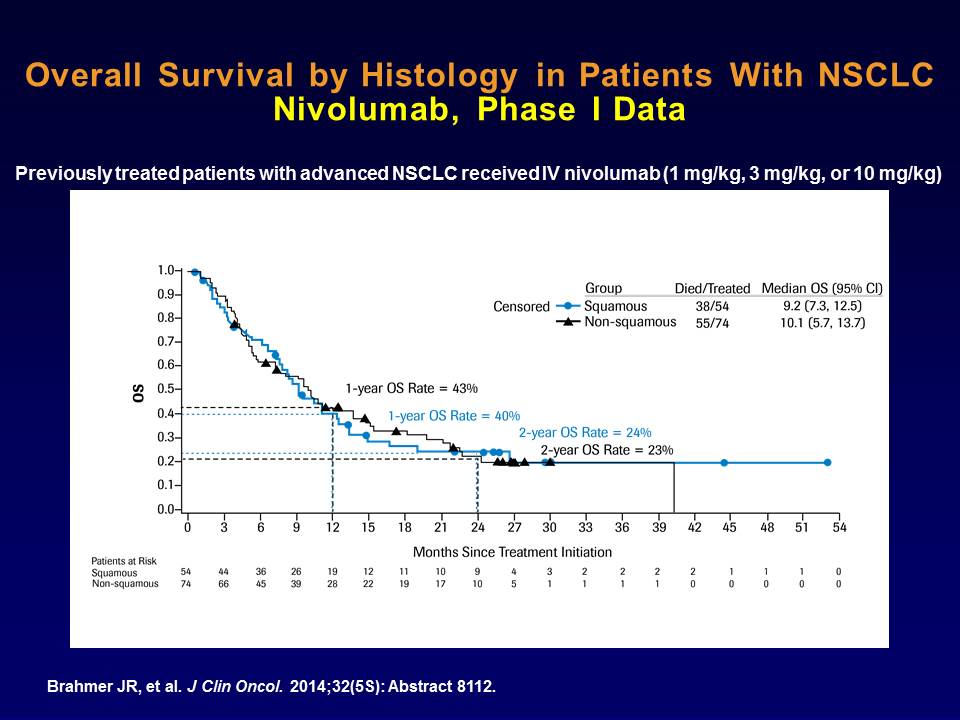 Overall Survival by Histology in Patients With NSCLC
Nivolumab, Phase I Data
Previously treated patients with advanced NSCLC received IV nivolumab (1 mg/kg, 3 mg/kg, or 10 mg/kg)
Group Died/Treated Median OS (95% CI)
Censored Squamous 38/54 9.2 (7.3, 12.5)
Non-squamous 55/74 10.1 (5.7, 13.7)
OS
1.0
0.9
0.8
0.7
0.6
0.5
0.4
0.3
0.2
0.1
0.0
1-year OS Rate = 43%
1-year OS Rate = 40%
2-year OS Rate = 24%
2-year OS Rate = 23%
0 3 6 9 12 15 18 21 24 27 30 33 36 39 42 45 48 51 54
Months Since Treatment Initiation
Patients at Risk
Squamous 54 44 36 26 19 12 11 10 9 4 3 2 2 2 2 1 1 1 0
Non-squamous 74 66 45 39 28 22 19 17 10 5 1 1 1 1 0 0 0 0 0
Brahmer JR, et al. J Clin Oncol. 2014;32(5S): Abstract 8112.